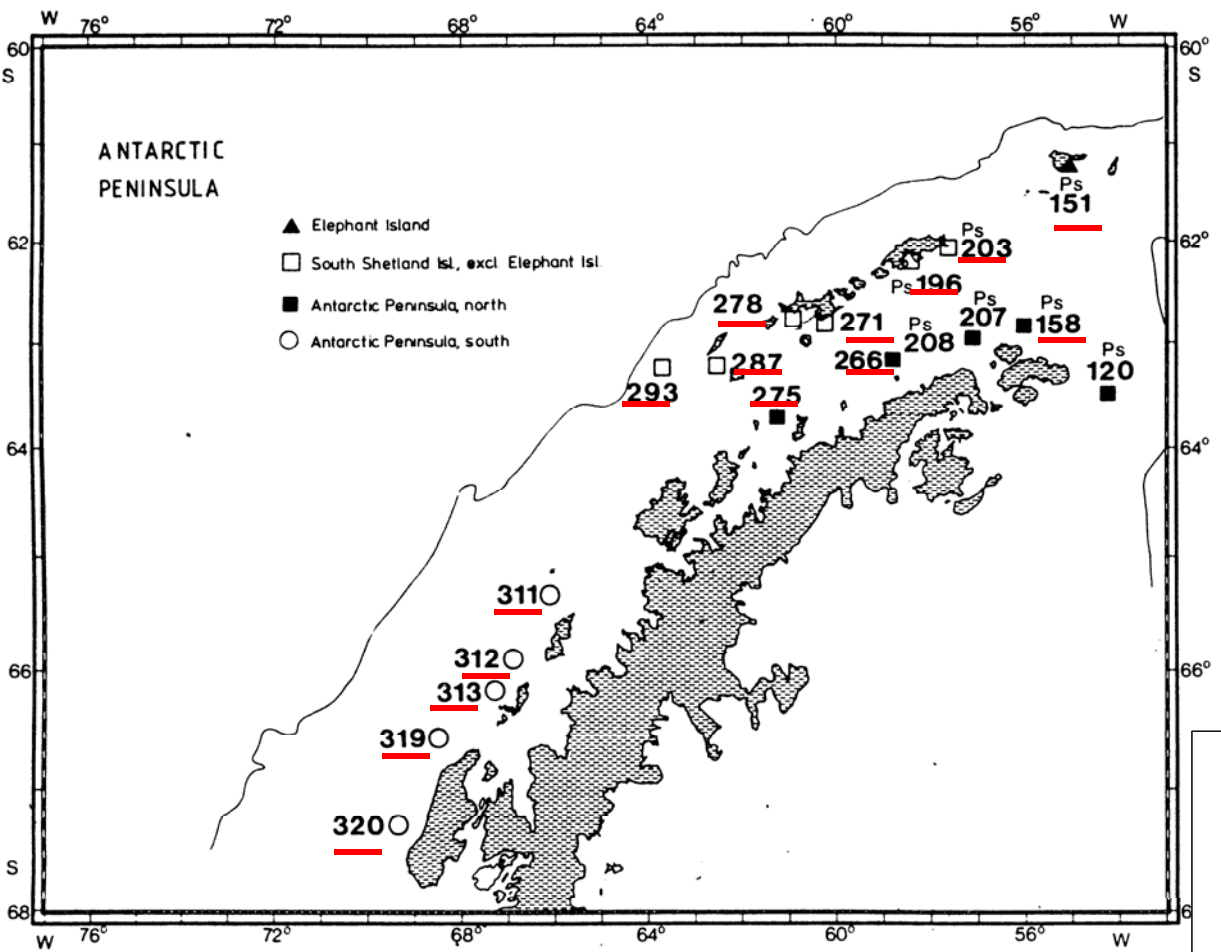 W 76° 72° 68° 64° 60° 56° W
60° 60°
S S
ANTARCTIC
PENINSULA
Elephant Island
South Shetland Isl., excl. Elephant Isl.
Antarctic Peninsula, north
Antarctic Peninsula, south
Ps
151
62° 62°
Ps
203
Ps 196
278
271
Ps
208
Ps
207
Ps
158
287
266
Ps
120
293
275
64° 64°
311
312
66° 66°
313
319
320
S
68
W 76° 72° 68° 64° 60° 56° W